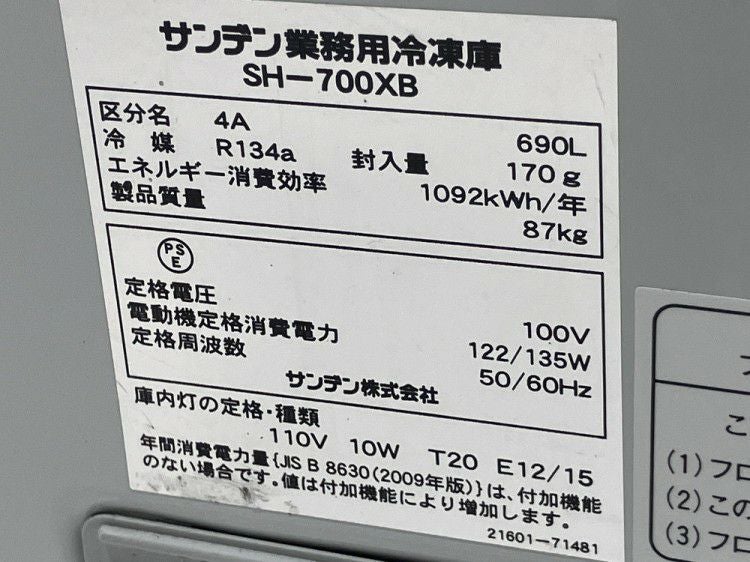 サンデン業務用冷凍庫
SH-700XB
区分名 4A 690L
冷媒 R134a 封入量 170g
エネルギー消費効率 1092kWh/年
製品質量 87kg
PS
E
定格電圧 100V
電動機定格消費電力 122/135W
定格周波数 50/60Hz
サンデン株式会社
庫内灯の定格・種類
110V 10W T20 E12/15
年間消費電力量{JIS B 8630(2009年版)}は、付加機能
のない場合です。値は付加機能により増加します。
21601-71481
こ
(1)フロ
(2)この
(3)フロ